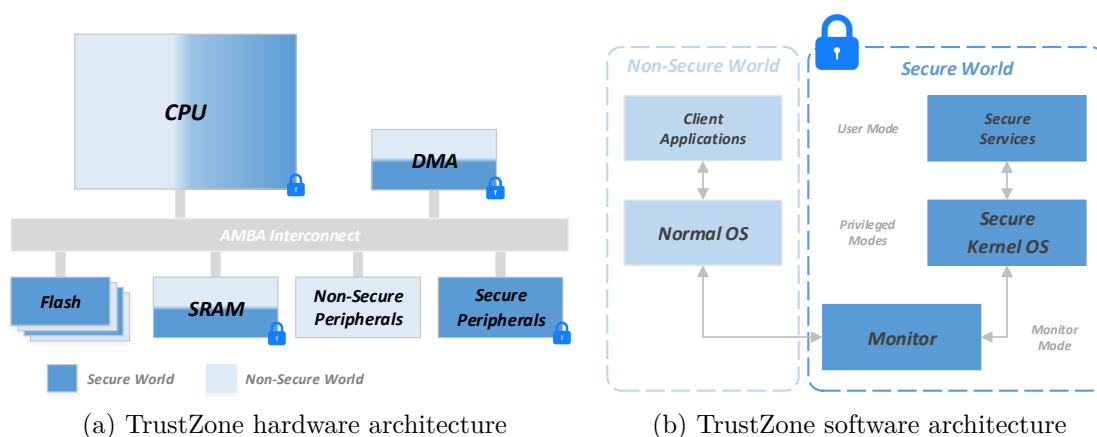 CPU
DMA
AMBA Interconnect
Flash
SRAM
Non-Secure
Peripherals
Secure
Peripherals
Secure World
Non-Secure World
(a) TrustZone hardware architecture
Non-Secure World
Secure World
Client
Applications
User Mode
Secure
Services
Normal OS
Privileged
Modes
Secure
Kernel OS
Monitor
Monitor
Mode
(b) TrustZone software architecture